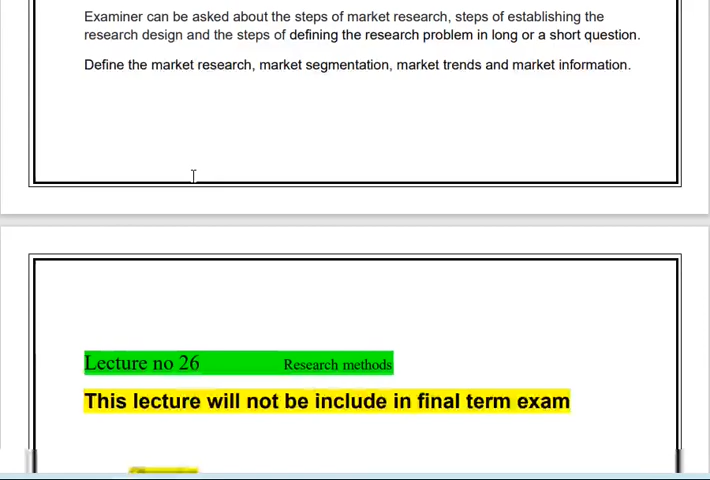 Examiner can be asked about the steps of market research, steps of establishing the
research design and the steps of defining the research problem in long or a short question.
Define the market research, market segmentation, market trends and market information.
Lecture no 26 Research methods
This lecture will not be include in final term exam